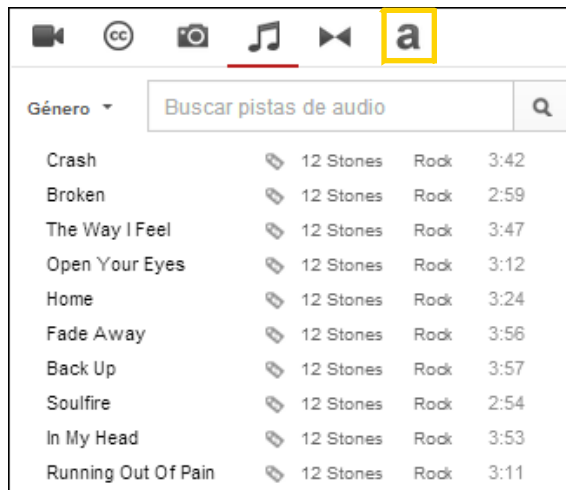 cc a
Género Buscar pistas de audio
Crash 12 Stones Rock 3:42
Broken 12 Stones Rock 2:59
The Way I Feel 12 Stones Rock 3:47
Open Your Eyes 12 Stones Rock 3:12
Home 12 Stones Rock 3:24
Fade Away 12 Stones Rock 3:56
Back Up 12 Stones Rock 3:57
Soulfire 12 Stones Rock 2:54
In My Head 12 Stones Rock 3:53
Running Out Of Pain 12 Stones Rock 3:11